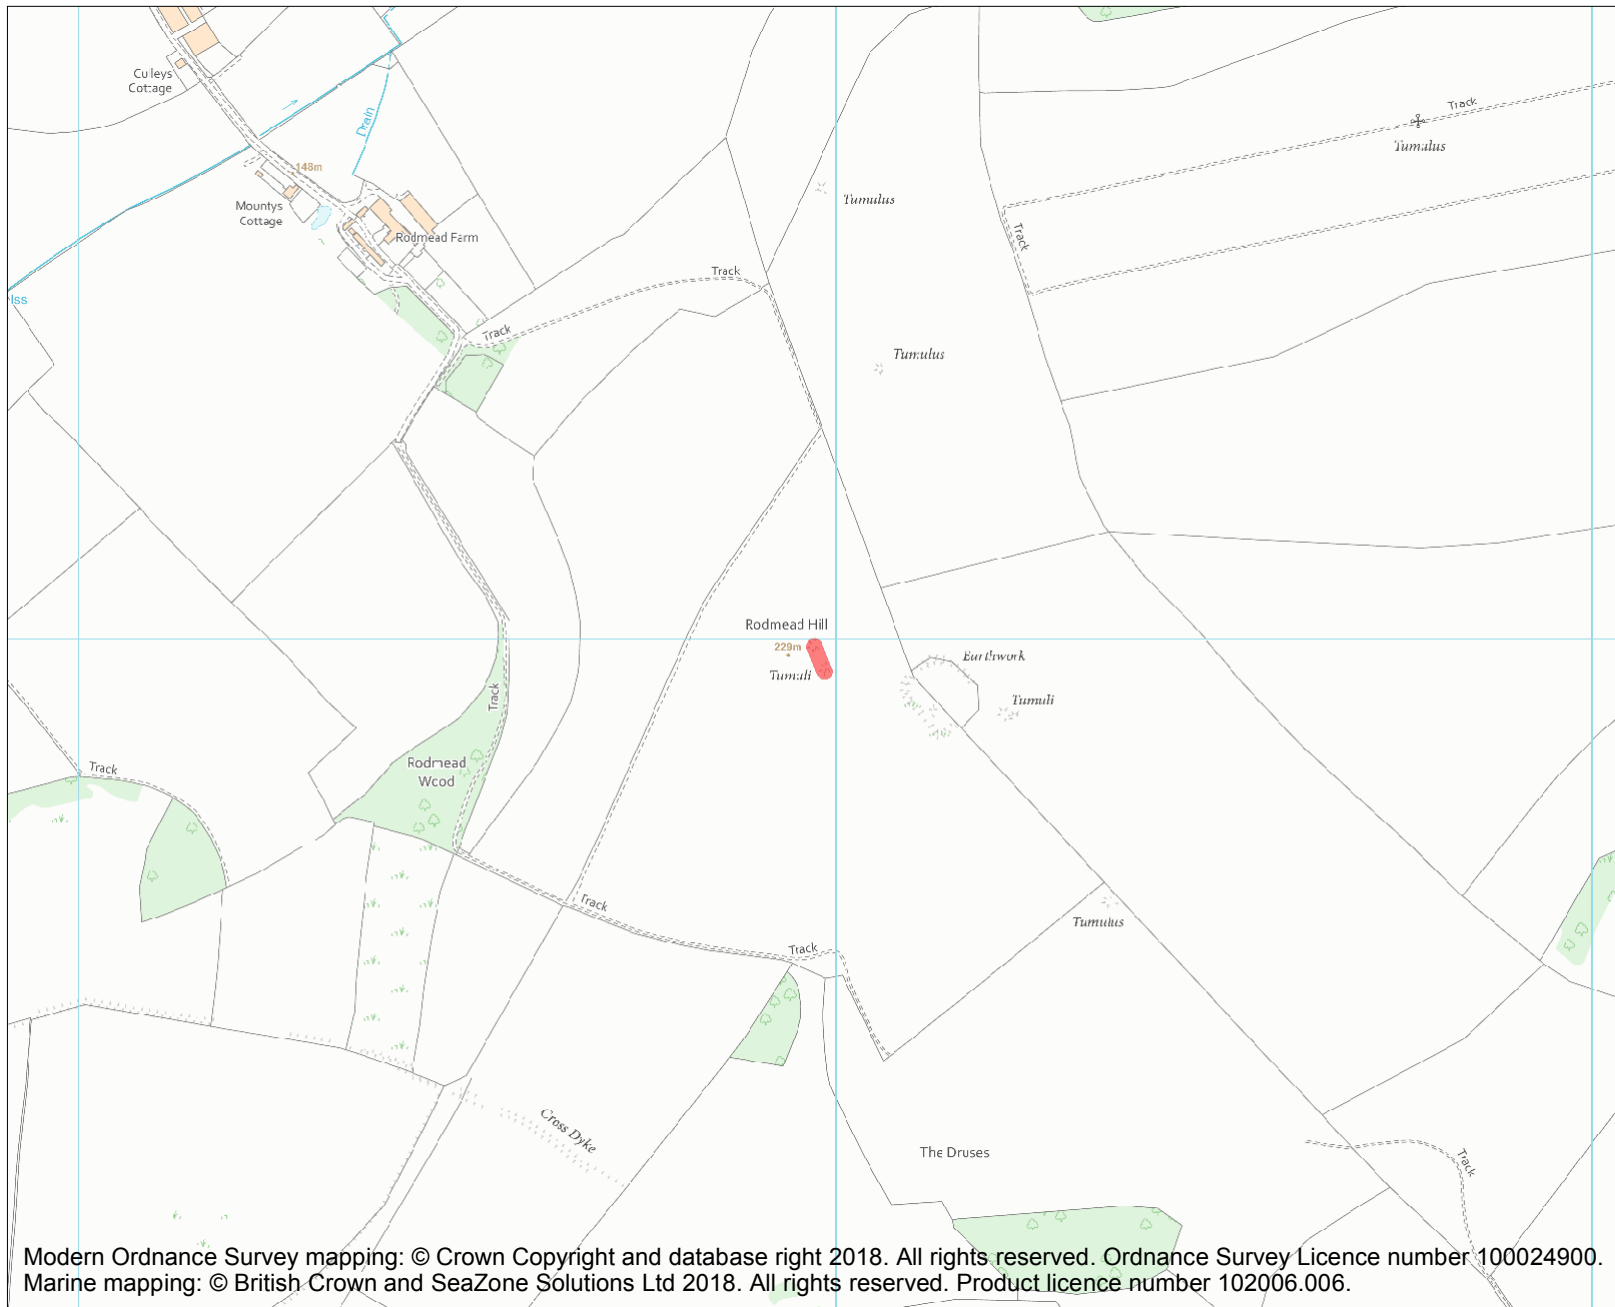 Culleys
Cottage
Drain
148m
Mountys
Cottage
Rodmead Farm
Iss
Track
Tumulus
Track
Tumulus
Track
Track
Tumulus
Track
Rodmead Hill
229m
Tumuli
Earthwork
Tumuli
Track
Rodmead
Wood
Track
Track
Track
Tumulus
Cross Dyke
The Druses
Track
Modern Ordnance Survey mapping: © Crown Copyright and database right 2018. All rights reserved. Ordnance Survey Licence number 100024900.
Marine mapping: © British Crown and SeaZone Solutions Ltd 2018. All rights reserved. Product licence number 102006.006.